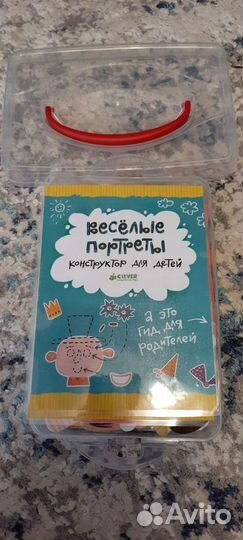 весёлые
портреты
конструктор для детей
CLEVER
а это
гид для
родителей
Avito